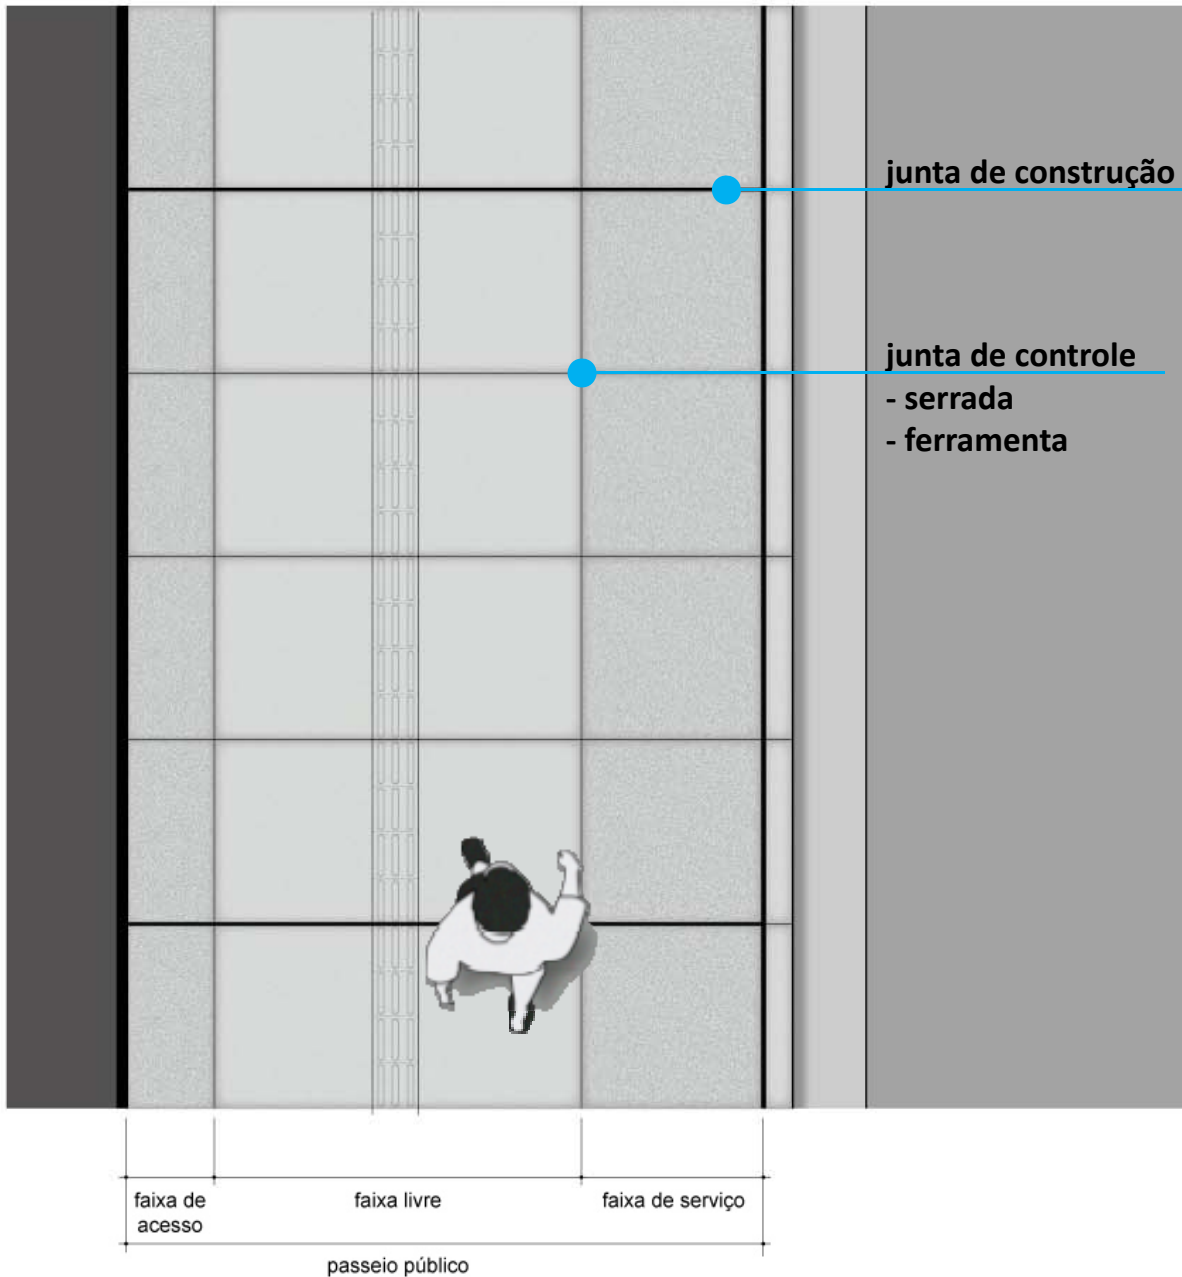 junta de construção
junta de controle
- serrada
- ferramenta
faixa de
acesso
faixa livre
faixa de serviço
passeio público